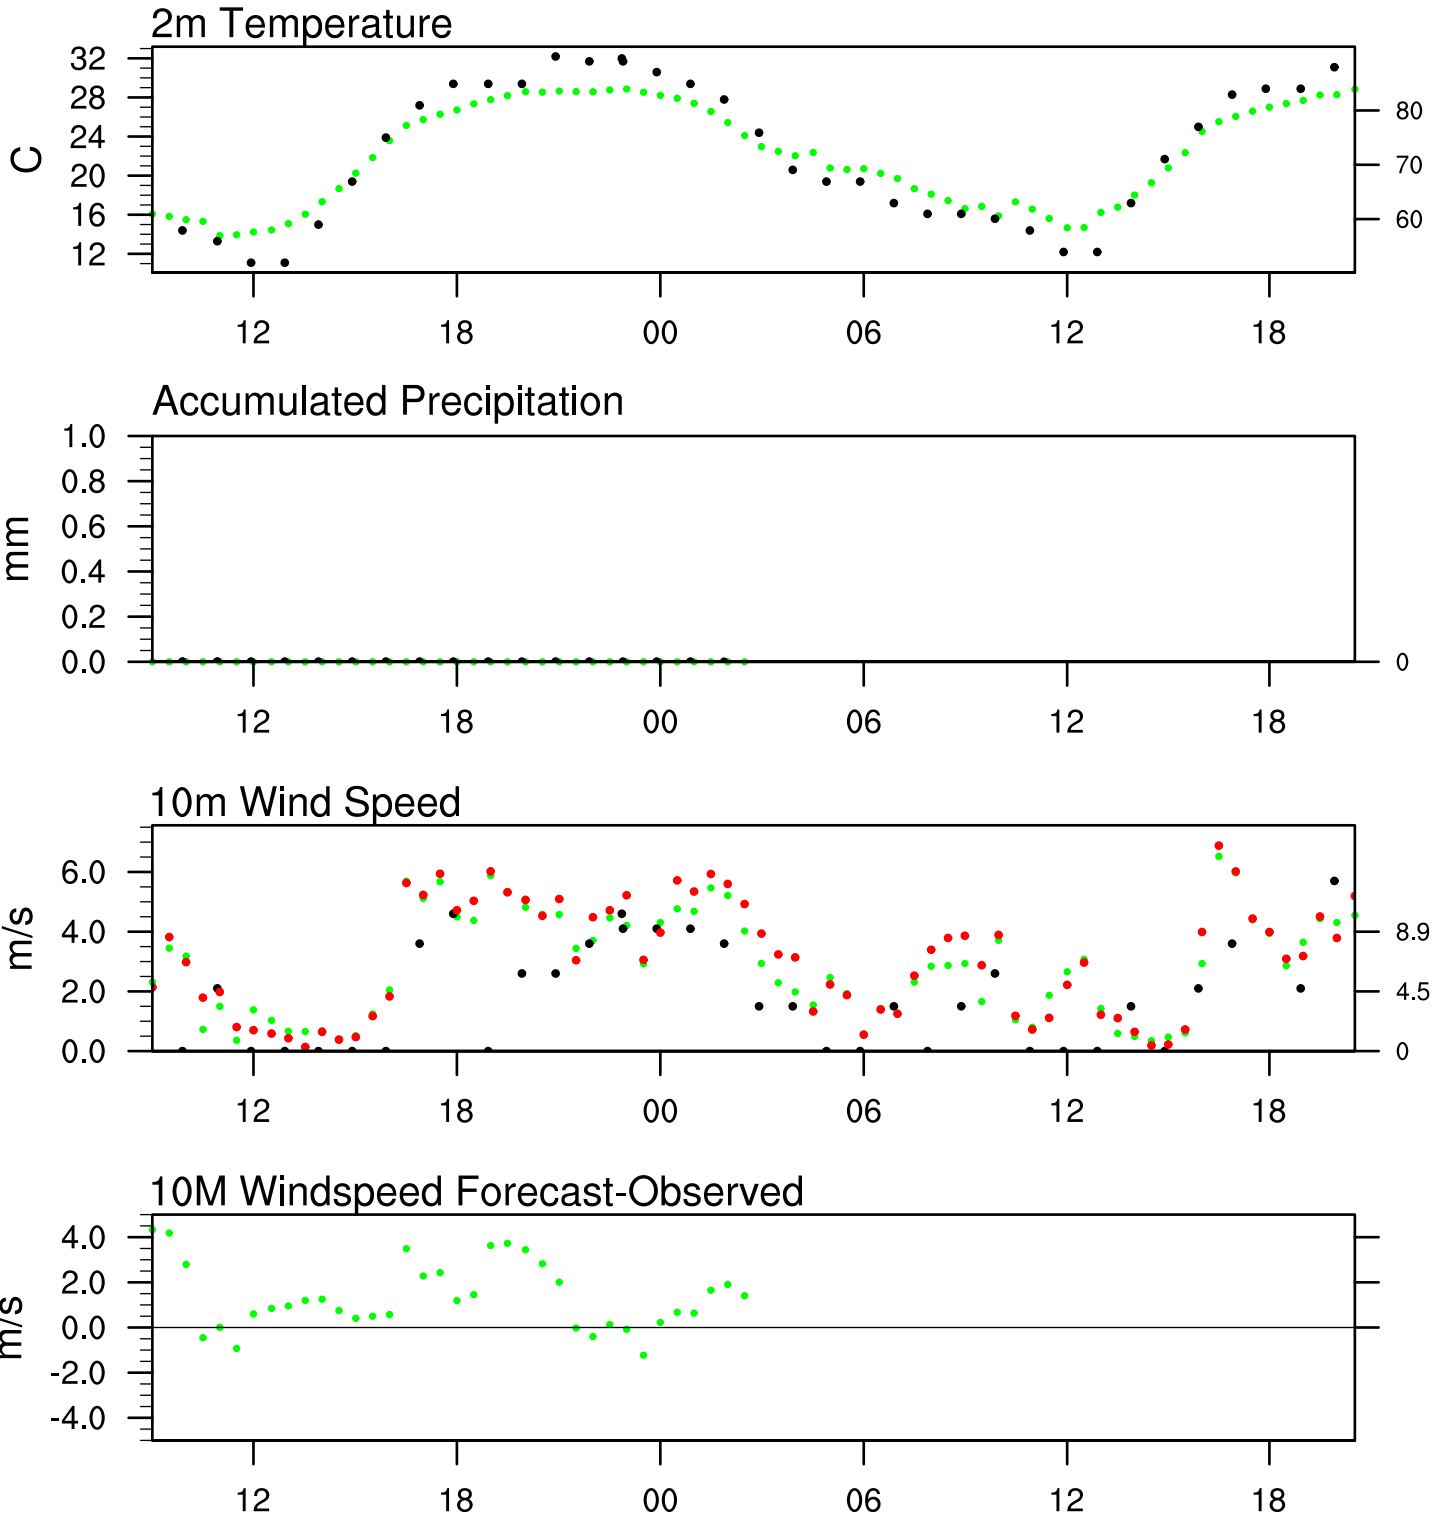 2m Temperature
C
32
28
24
20
16
12
80
70
60
12 18 00 06 12 18
Accumulated Precipitation
mm
1.0
0.8
0.6
0.4
0.2
0.0
0
12 18 00 06 12 18
10m Wind Speed
m/s
6.0
4.0
2.0
0.0
8.9
4.5
0
12 18 00 06 12 18
10M Windspeed Forecast-Observed
m/s
4.0
2.0
0.0
-2.0
-4.0
12 18 00 06 12 18